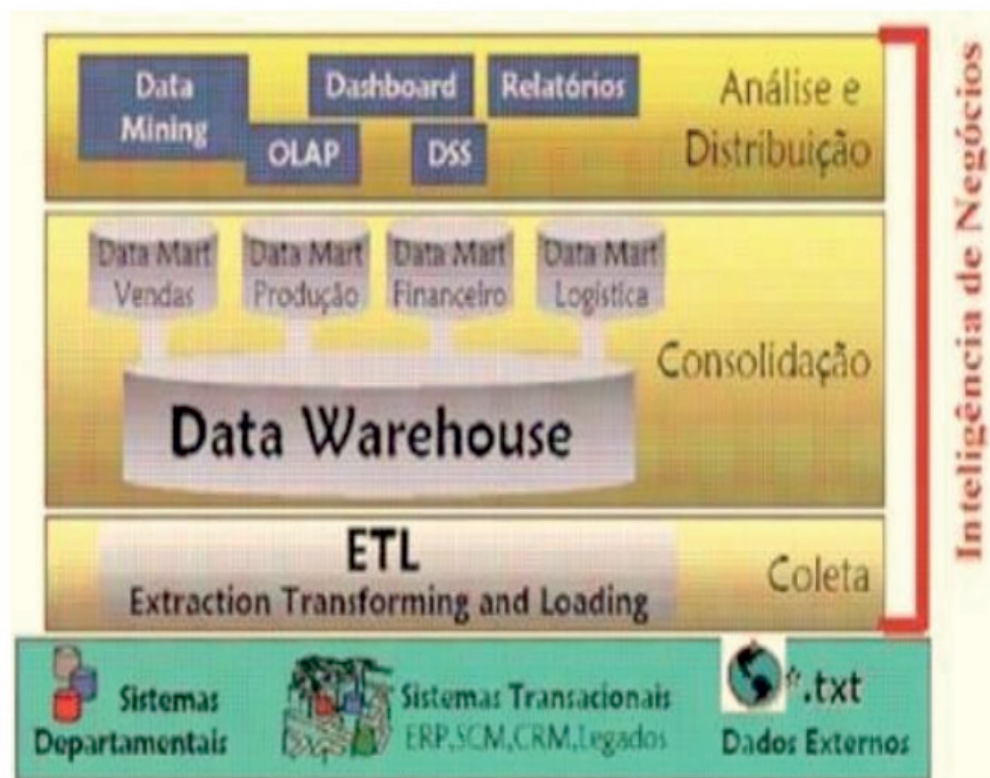 Data
Mining
Dashboard
Relatórios
OLAP
DSS
Análise e
Distribuição
Data Mart
Vendas
Data Mart
Produção
Data Mart
Financeiro
Data Mart
Logística
Consolidação
Data Warehouse
ETL
Extraction Transforming and Loading
Coleta
Inteligência de Negócios
Sistemas
Departamentais
Sistemas Transacionais
ERP,SCM,CRM,Legados
*.txt
Dados Externos